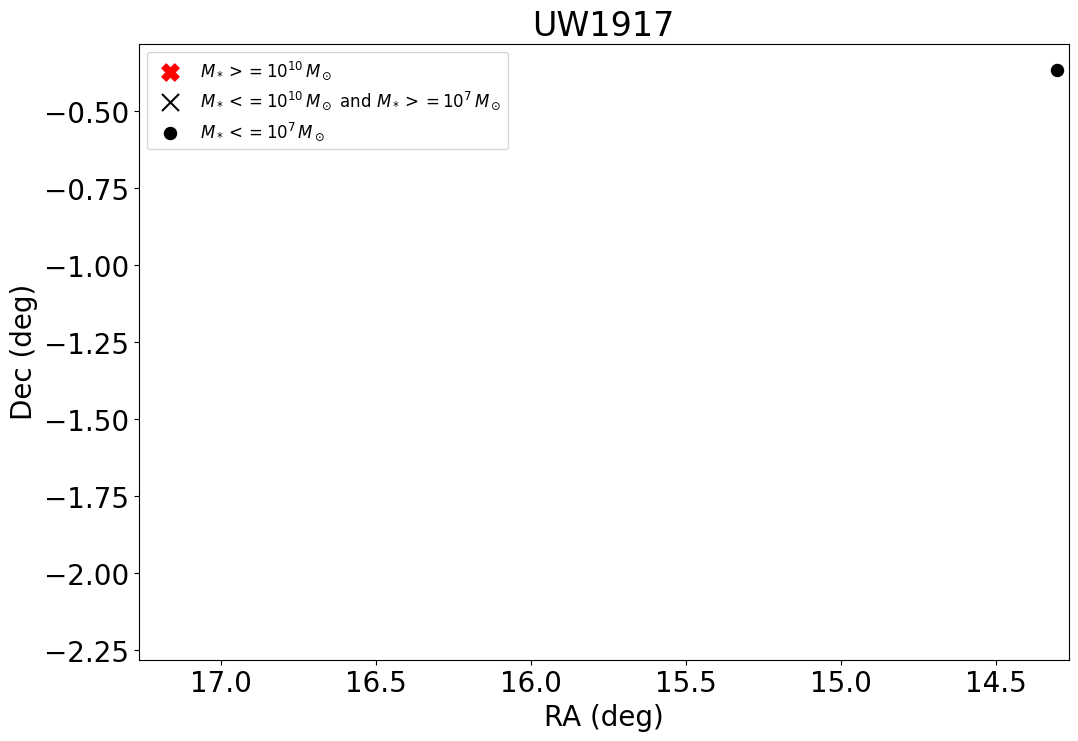 UW1917
M* >= 10^10 M⊙
M* <= 10^10 M⊙ and M* >= 10^7 M⊙
M* <= 10^7 M⊙
−0.50
−0.75
−1.00
−1.25
−1.50
−1.75
−2.00
−2.25
Dec (deg)
17.0 16.5 16.0 15.5 15.0 14.5
RA (deg)